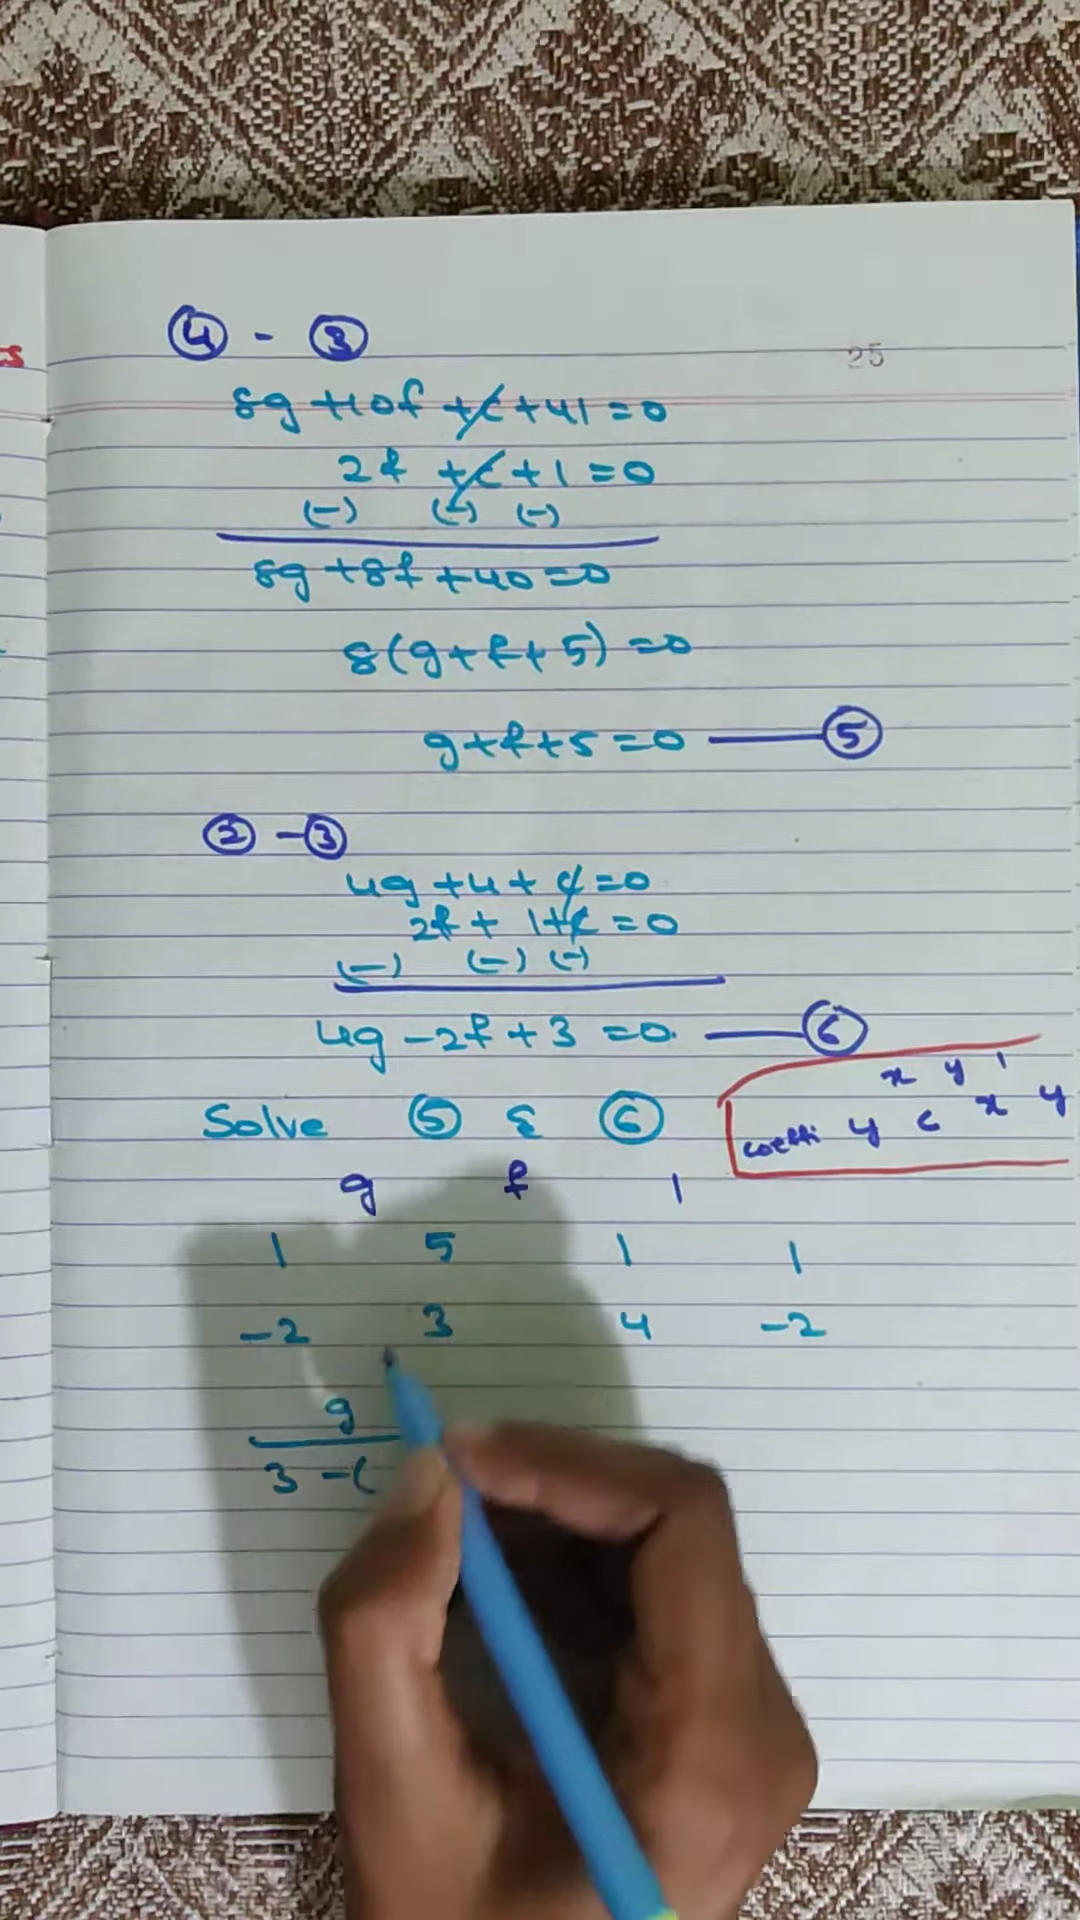 25
④ - ③
8g +10f +c +41 =0
2f +c +1 =0
(-) (-) (-)
8g +8f +40 =0
8(g+f+5) =0
g+f+5 =0 —— ⑤
② - ③
4g +4 + c =0
2f + 1+c =0
(-) (-) (-)
4g -2f +3 =0. —— ⑥
x y 1
coeffi y c x y
Solve ⑤ & ⑥
g f 1
1 5 1 1
-2 3 4 -2
g
3 -(